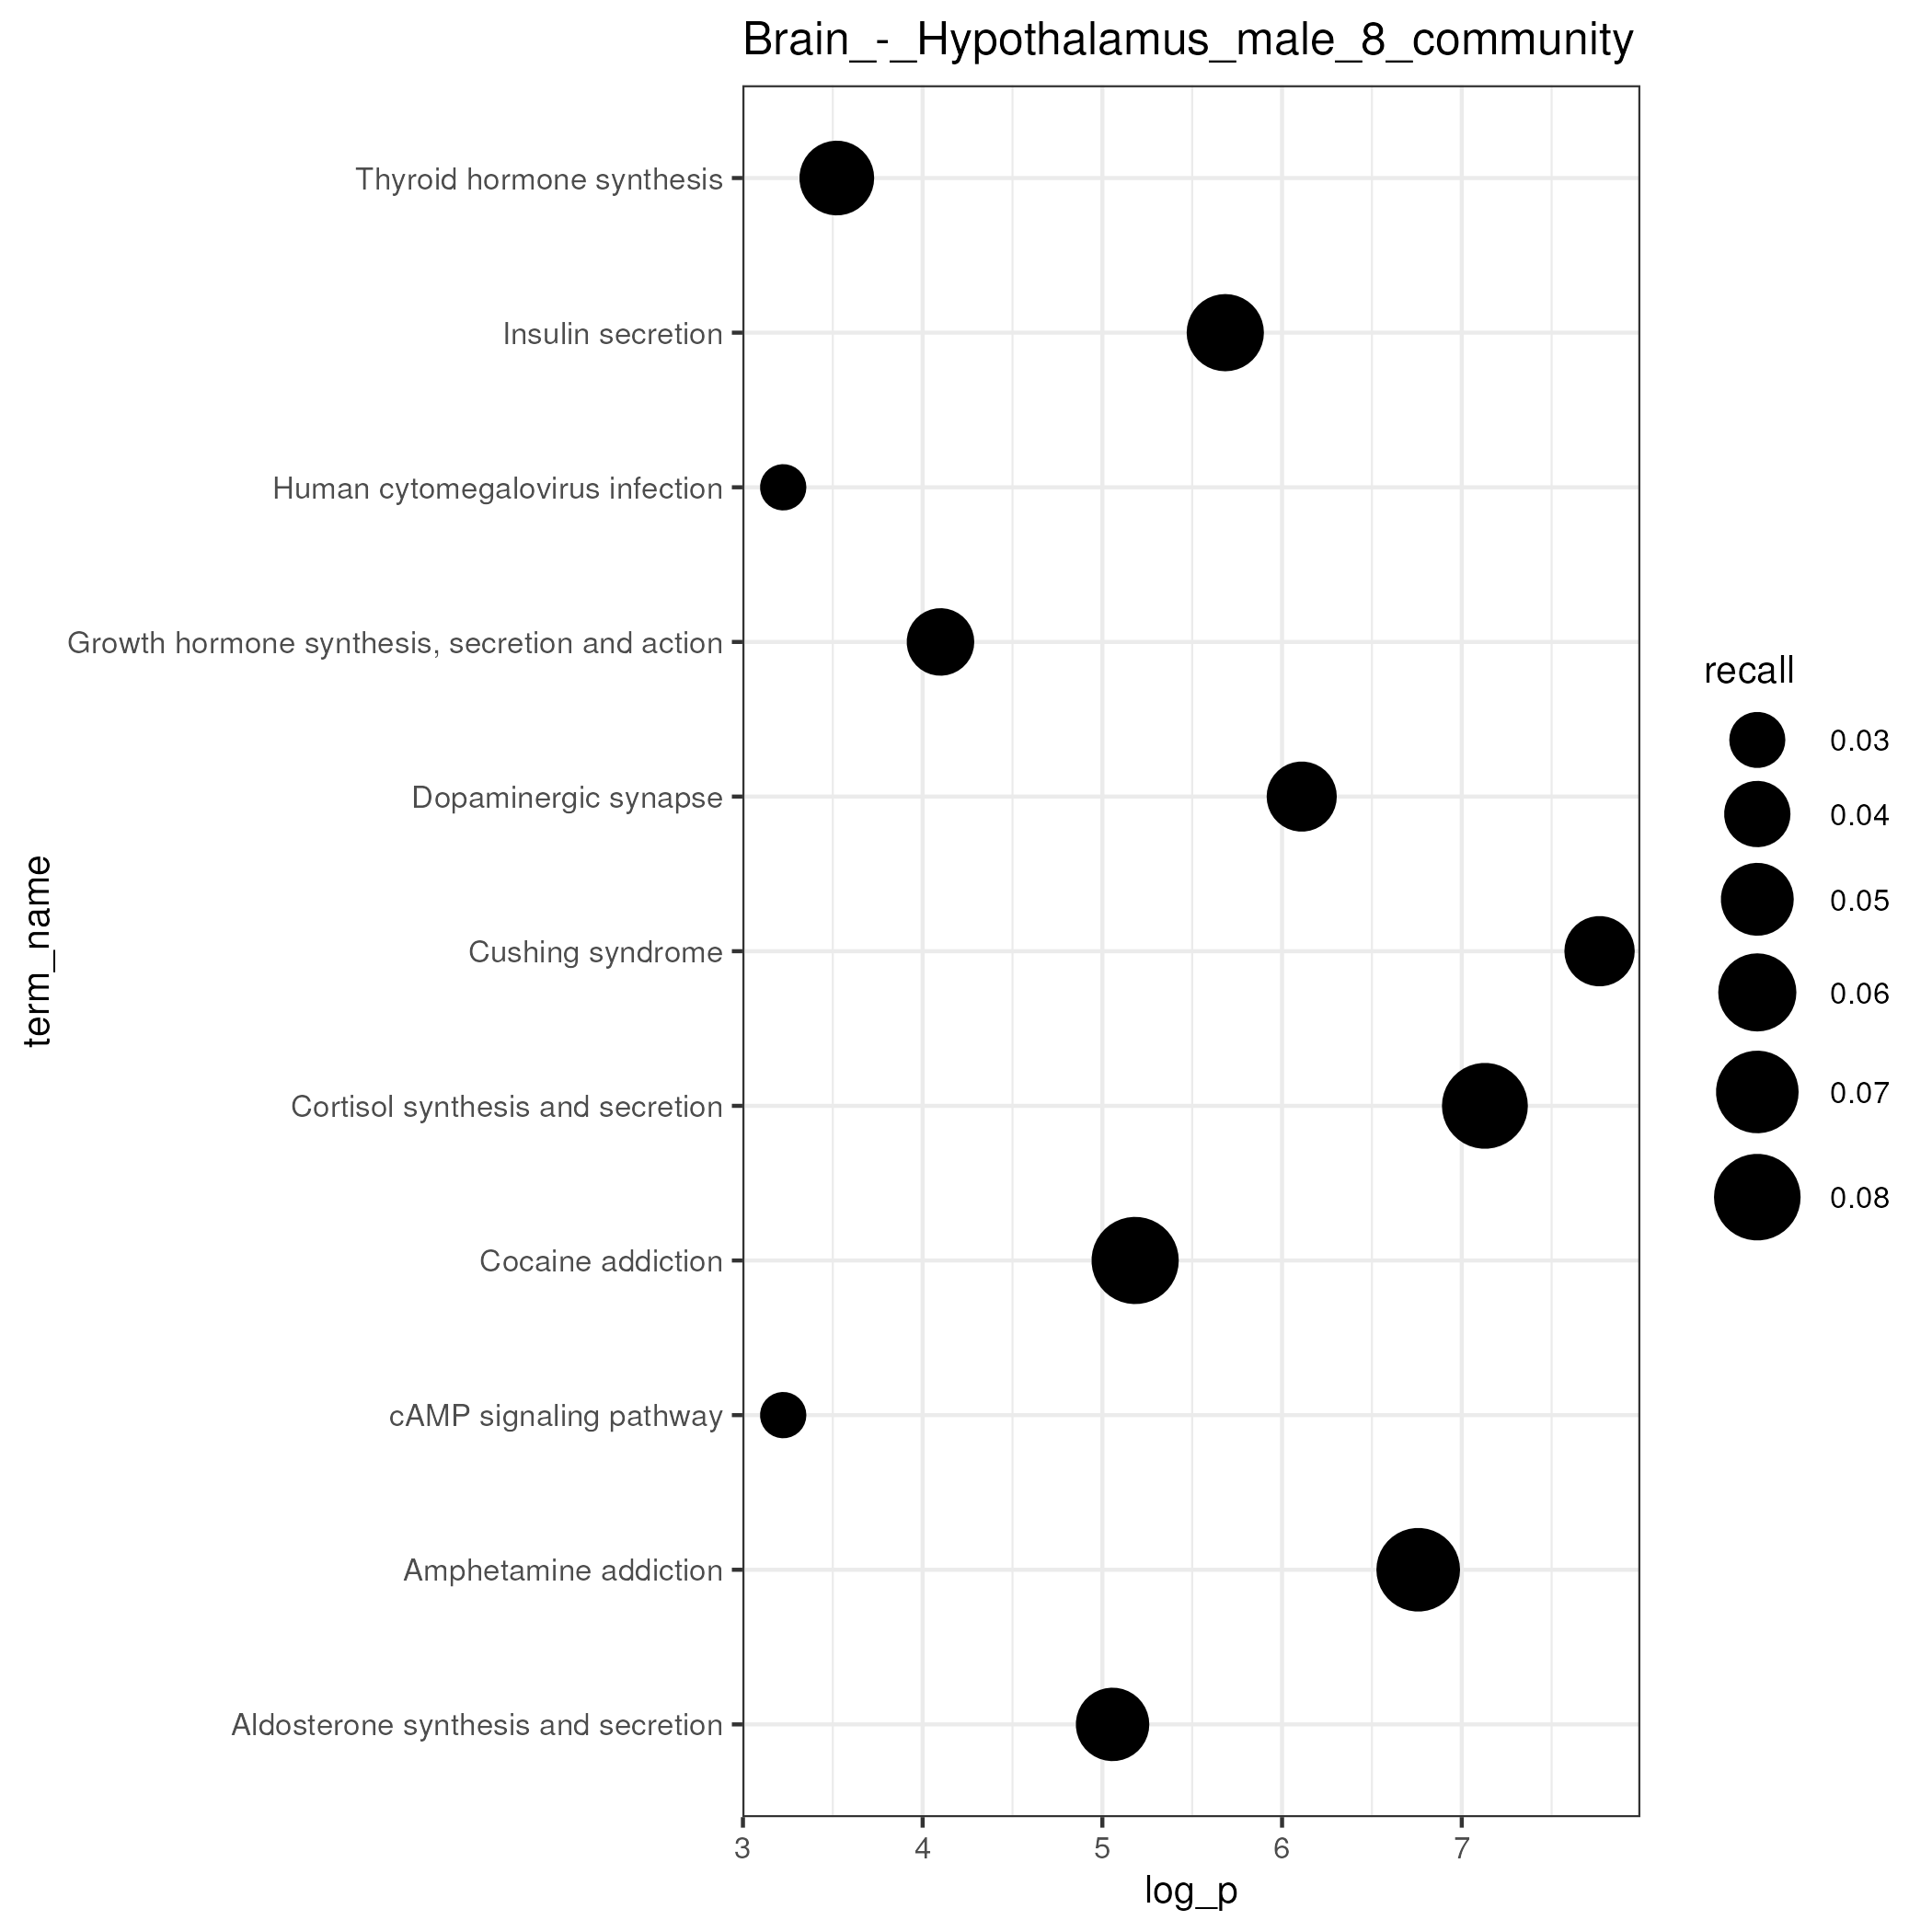 Brain_-_Hypothalamus_male_8_community
Thyroid hormone synthesis
Insulin secretion
Human cytomegalovirus infection
Growth hormone synthesis, secretion and action
Dopaminergic synapse
Cushing syndrome
Cortisol synthesis and secretion
Cocaine addiction
cAMP signaling pathway
Amphetamine addiction
Aldosterone synthesis and secretion
term_name
3 4 5 6 7
log_p
recall
0.03
0.04
0.05
0.06
0.07
0.08